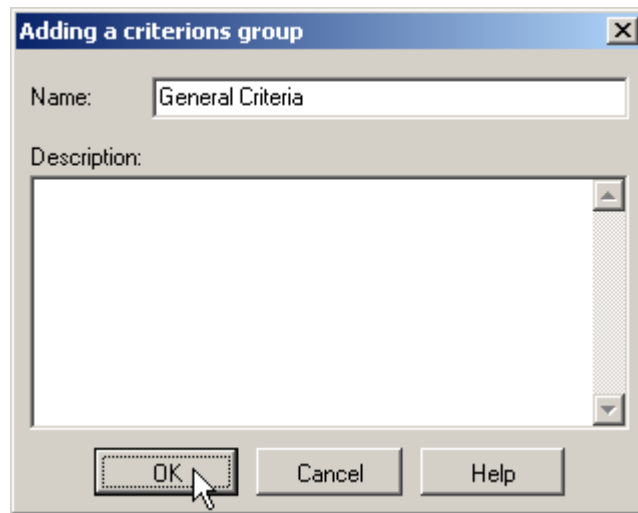 Adding a criterions group
Name: General Criteria
Description:
OK Cancel Help